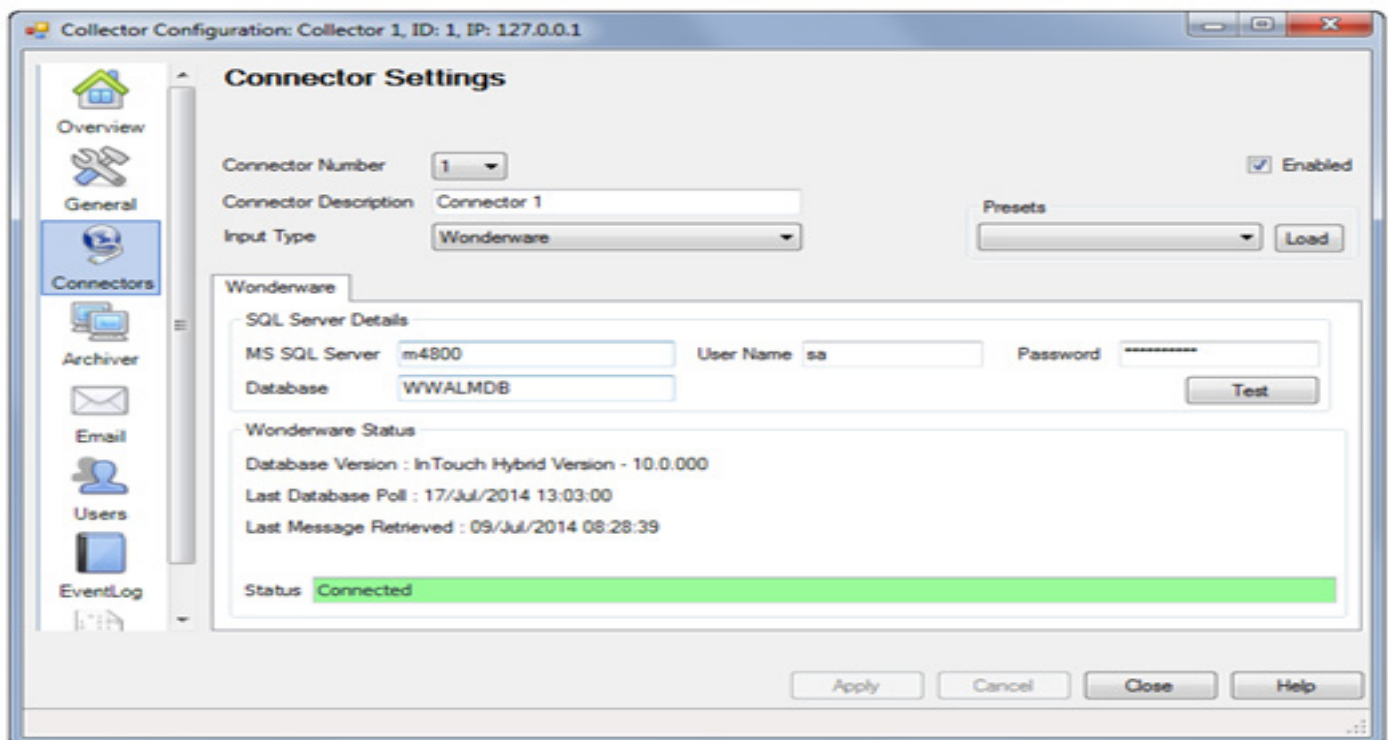 Collector Configuration: Collector 1, ID: 1, IP: 127.0.0.1
Overview
General
Connectors
Archiver
Email
Users
EventLog
Connector Settings
Connector Number 1
Enabled
Connector Description Connector 1
Input Type Wonderware
Presets
Load
Wonderware
SQL Server Details
MS SQL Server m4800 User Name sa Password **********
Database WWALMDB
Test
Wonderware Status
Database Version : InTouch Hybrid Version - 10.0.000
Last Database Poll : 17/Jul/2014 13:03:00
Last Message Retrieved : 09/Jul/2014 08:28:39
Status Connected
Apply Cancel Close Help